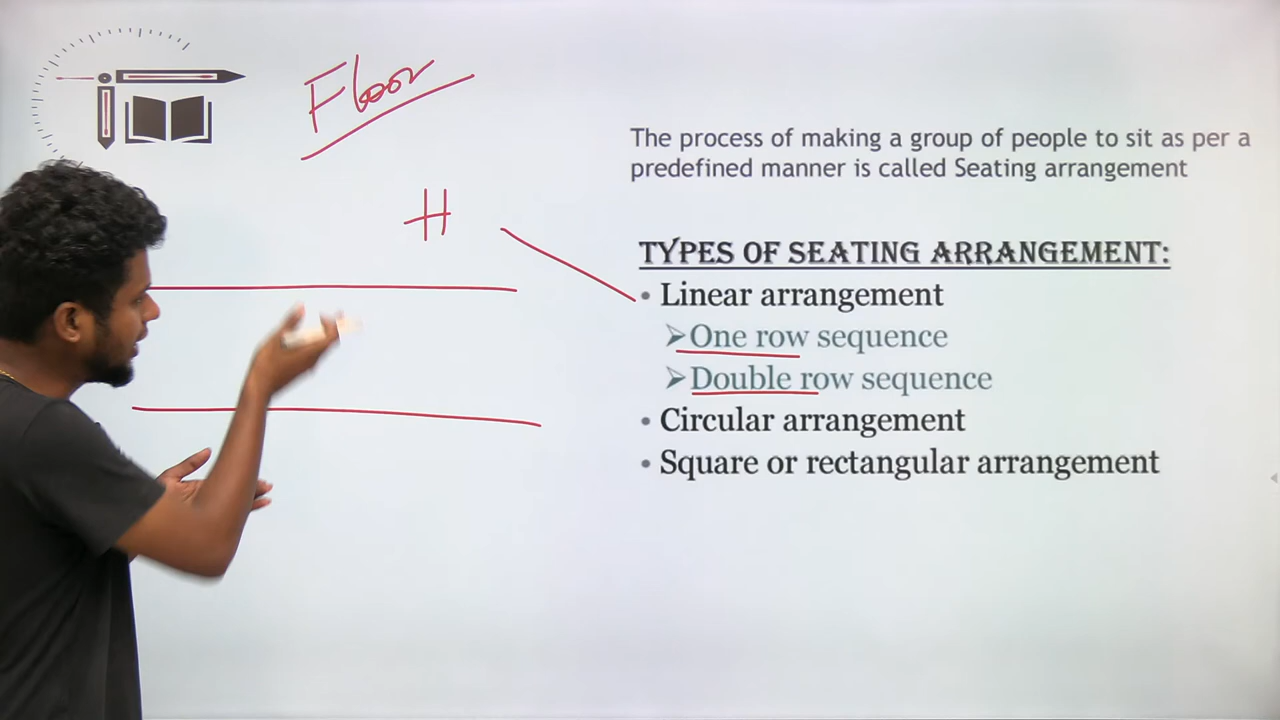 Floor
H
The process of making a group of people to sit as per a
predefined manner is called Seating arrangement
TYPES OF SEATING ARRANGEMENT:
• Linear arrangement
➢One row sequence
➢Double row sequence
• Circular arrangement
• Square or rectangular arrangement